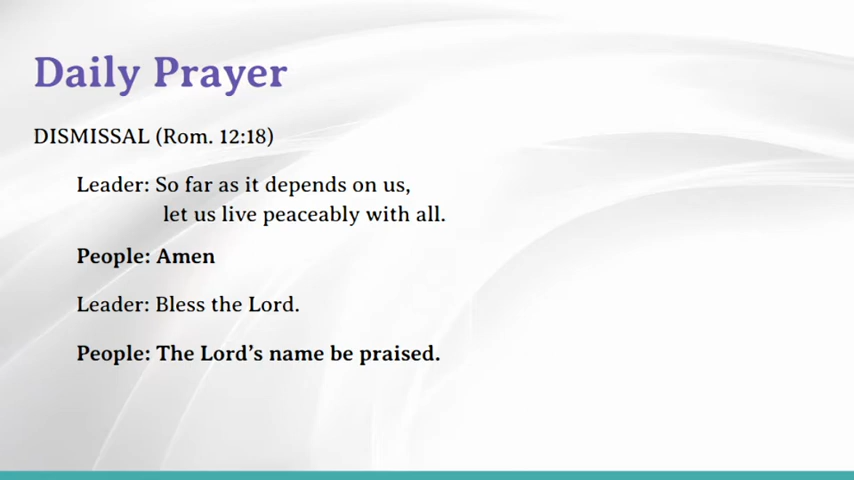 Daily Prayer
DISMISSAL (Rom. 12:18)
Leader: So far as it depends on us,
let us live peaceably with all.
People: Amen
Leader: Bless the Lord.
People: The Lord’s name be praised.